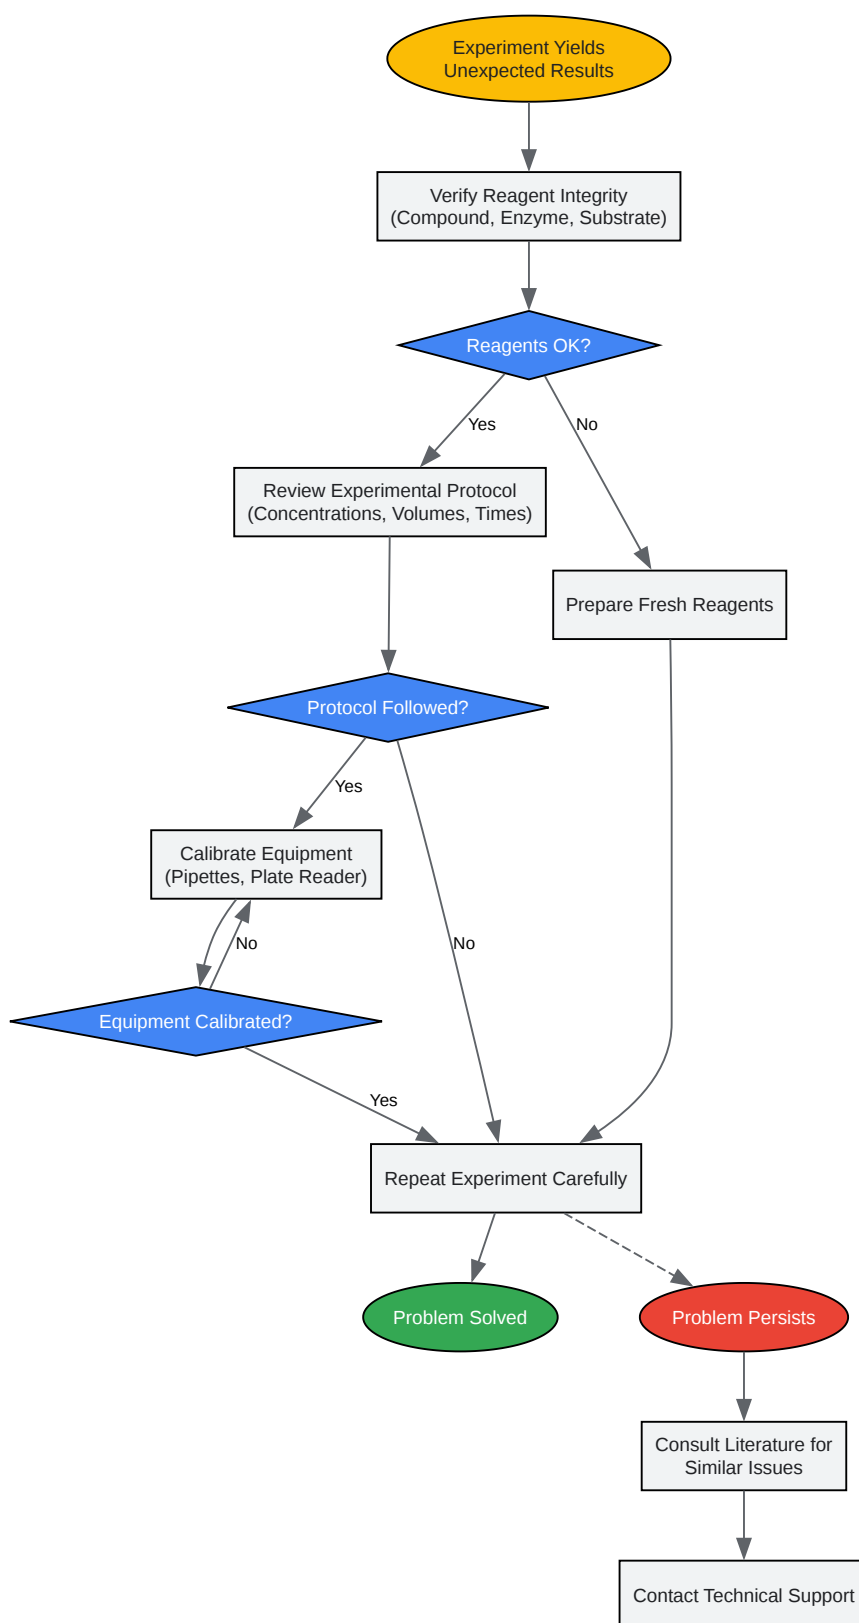 Experiment Yields
Unexpected Results
Verify Reagent Integrity
(Compound, Enzyme, Substrate)
Reagents OK?
Yes
No
Review Experimental Protocol
(Concentrations, Volumes, Times)
Prepare Fresh Reagents
Protocol Followed?
Yes
Calibrate Equipment
(Pipettes, Plate Reader)
No
No
Equipment Calibrated?
Yes
Repeat Experiment Carefully
Problem Solved
Problem Persists
Consult Literature for
Similar Issues
Contact Technical Support